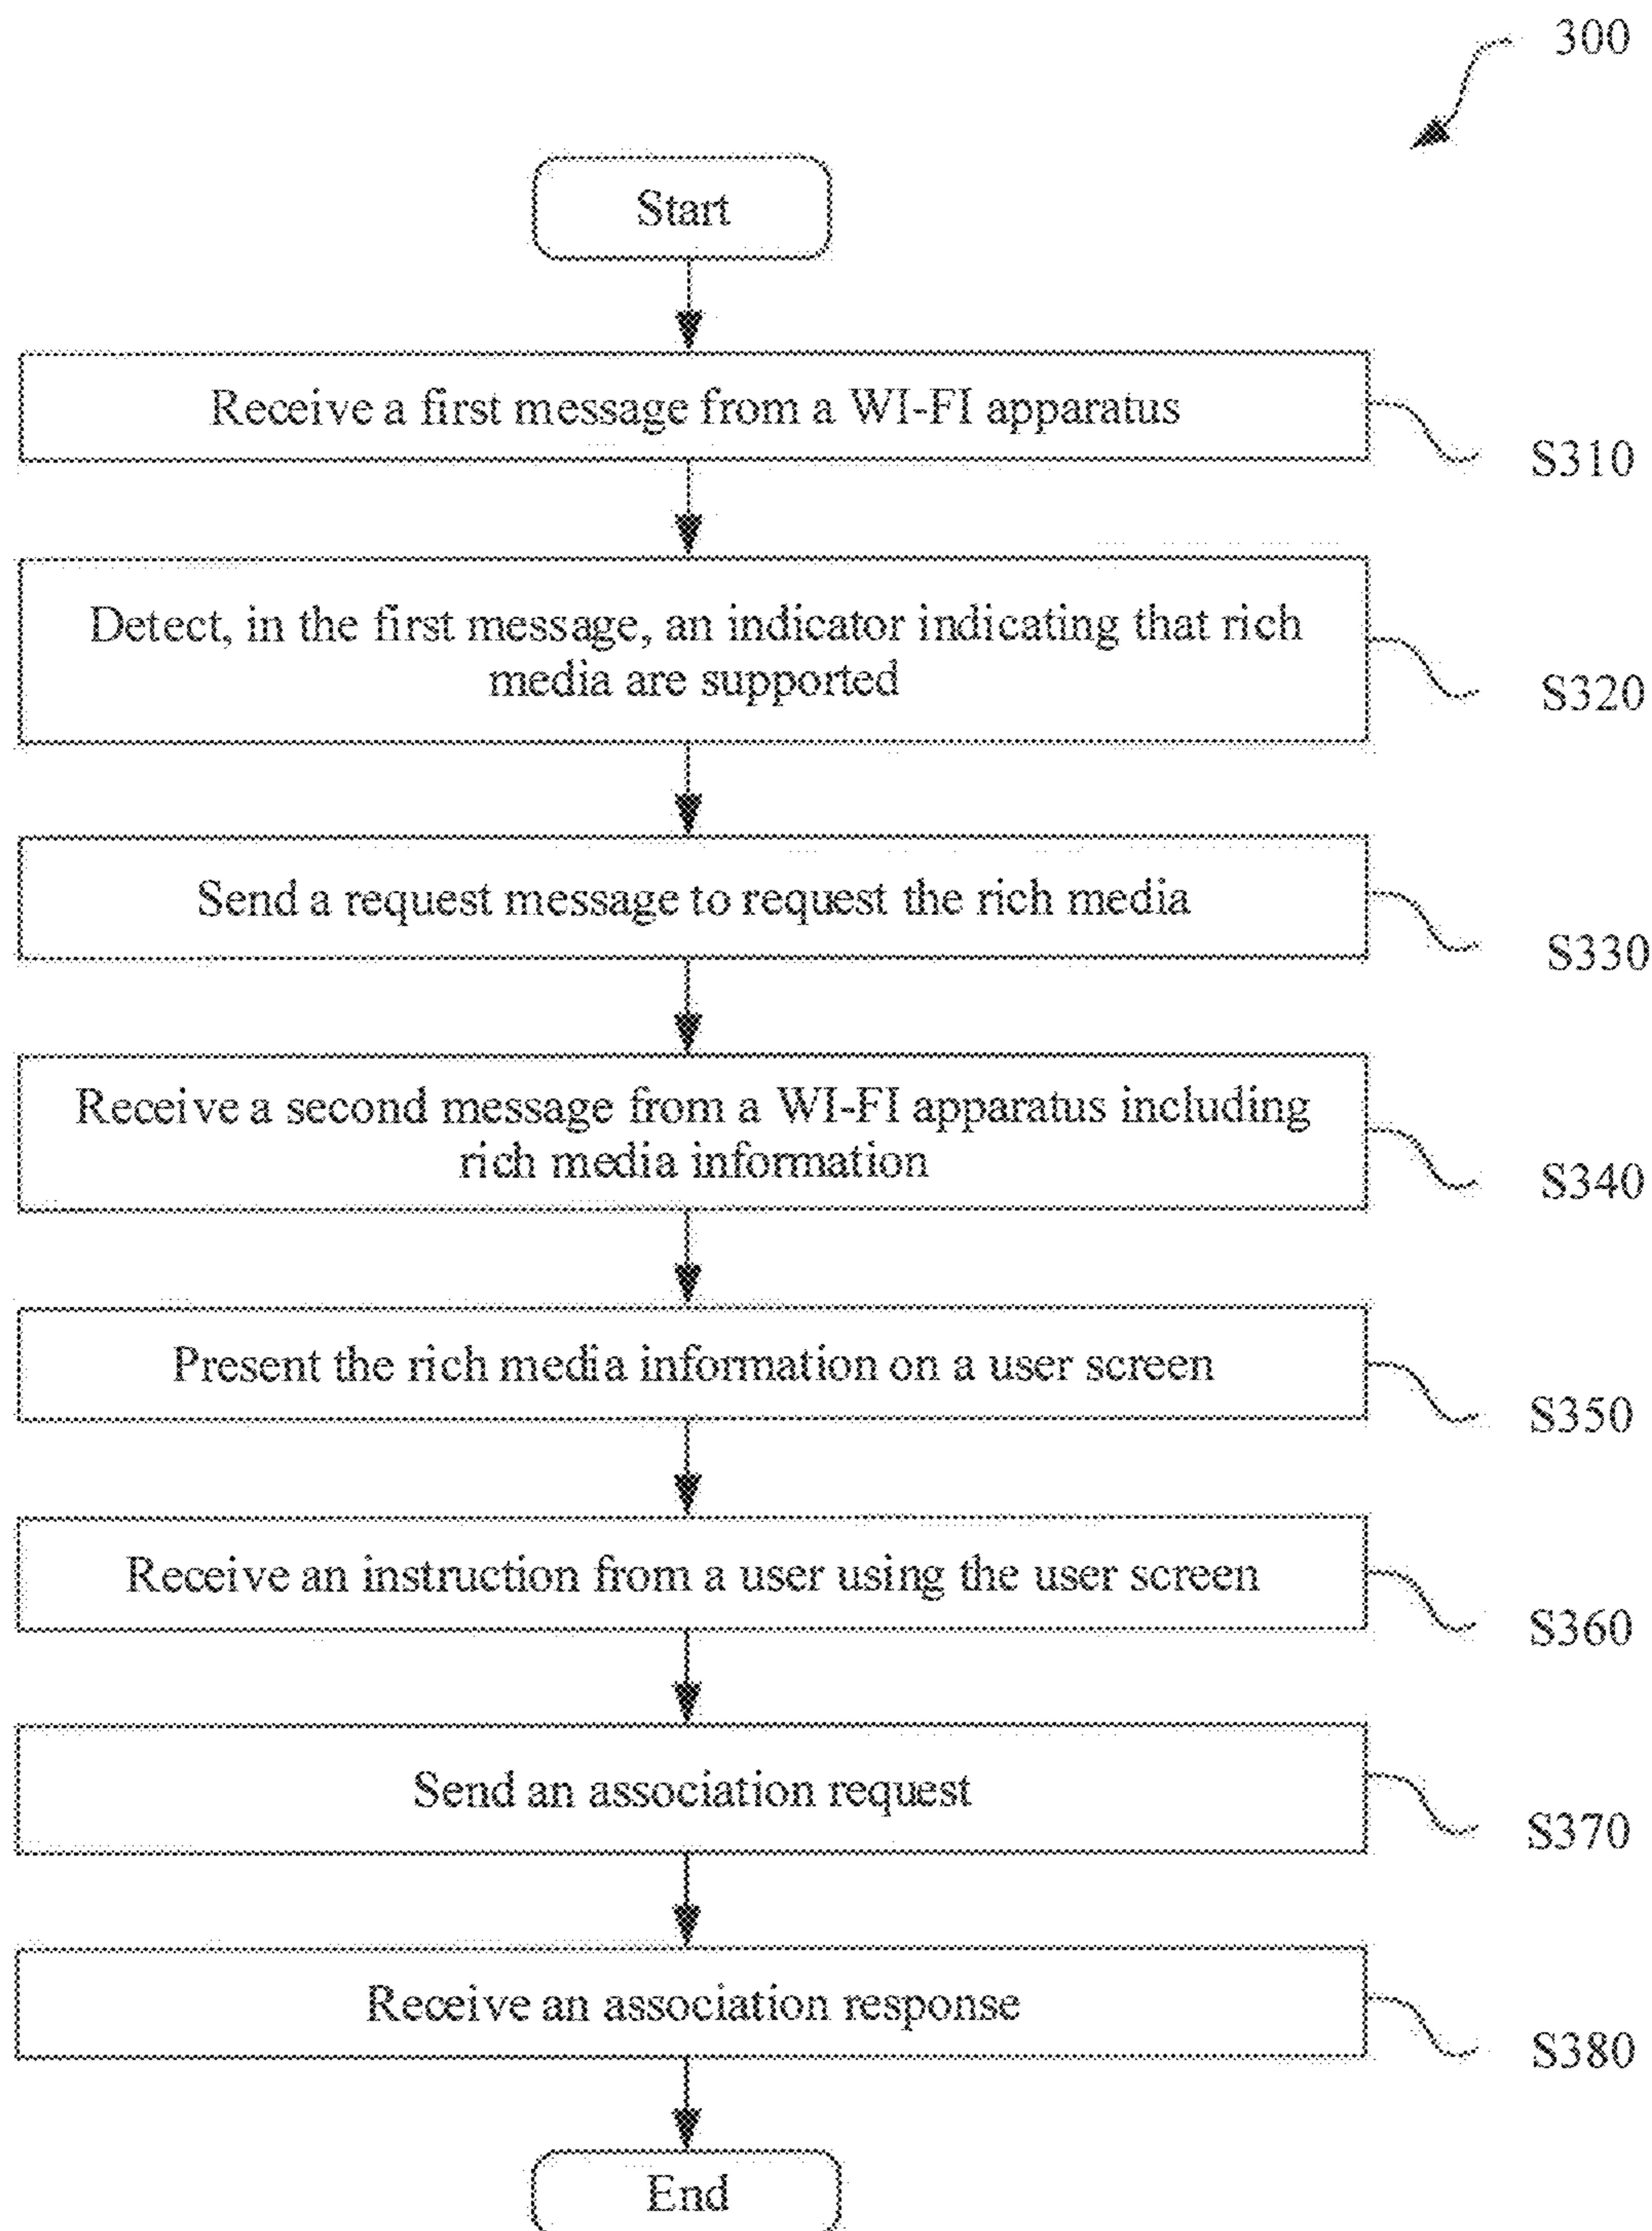 300
Start
Receive a first message from a WI-FI apparatus
S310
Detect, in the first message, an indicator indicating that rich
media are supported
S320
Send a request message to request the rich media
S330
Receive a second message from a WI-FI apparatus including
rich media information
S340
Present the rich media information on a user screen
S350
Receive an instruction from a user using the user screen
S360
Send an association request
S370
Receive an association response
S380
End